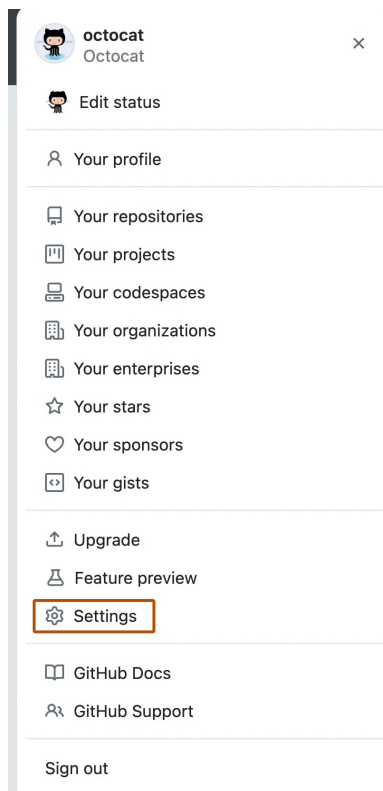 octocat
Octocat
Edit status
Your profile
Your repositories
Your projects
Your codespaces
Your organizations
Your enterprises
Your stars
Your sponsors
Your gists
Upgrade
Feature preview
Settings
GitHub Docs
GitHub Support
Sign out